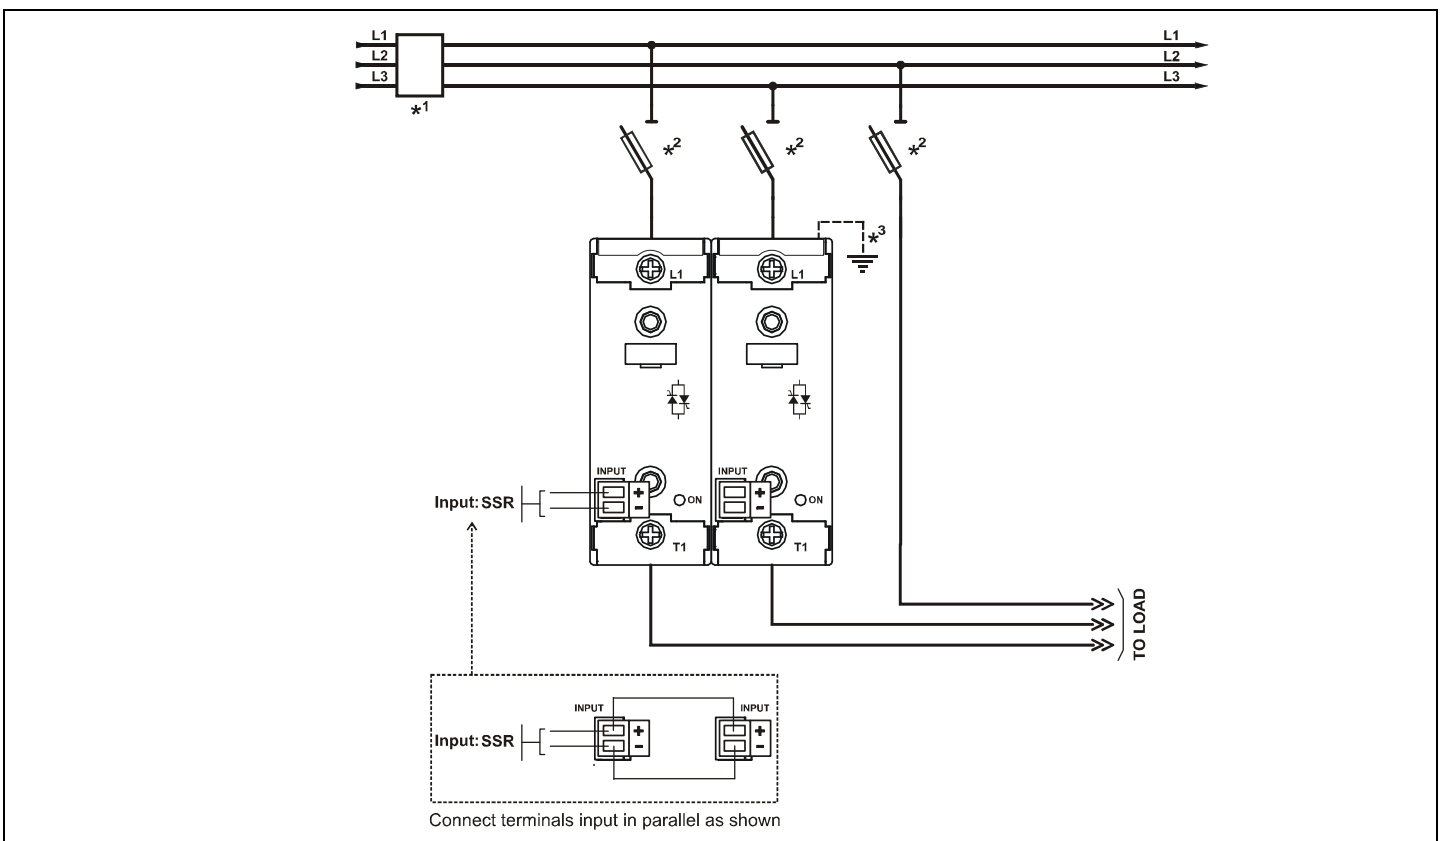 L1 L1
L2 L2
L3 L3
*1
*2 *2 *2
*3
L1 L1
INPUT INPUT
Input: SSR + +
ON ON
- -
T1 T1
TO LOAD
INPUT INPUT
+ +
Input: SSR
- -
Connect terminals input in parallel as shown